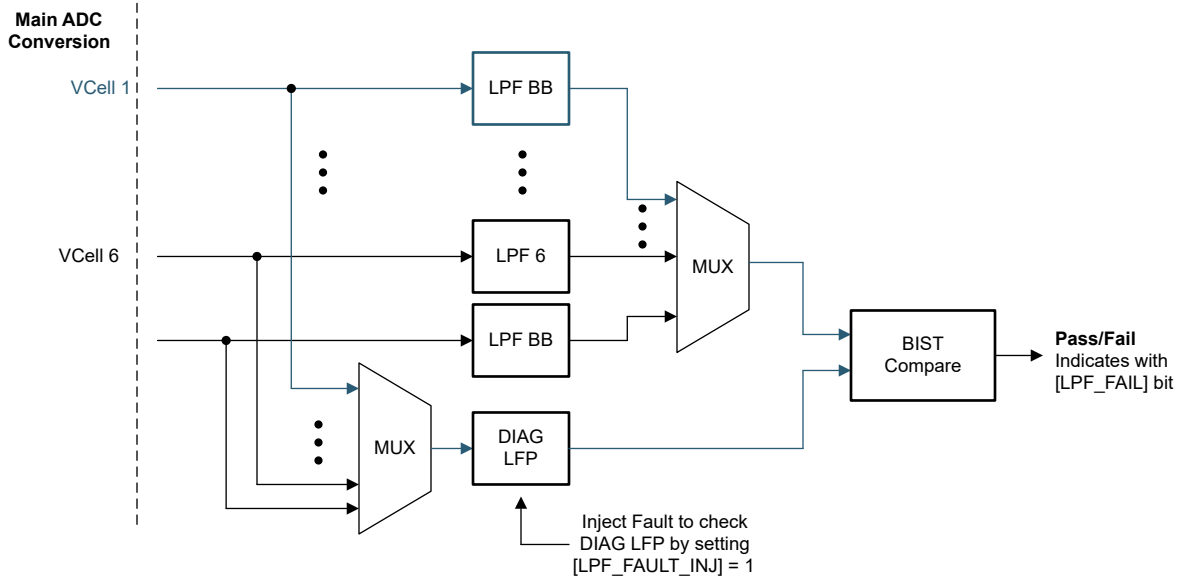 Main ADC
Conversion
VCell 1
LPF BB
VCell 6
LPF 6
MUX
LPF BB
BIST
Compare
Pass/Fail
Indicates with
[LPF_FAIL] bit
MUX
DIAG
LFP
Inject Fault to check
DIAG LFP by setting
[LPF_FAULT_INJ] = 1